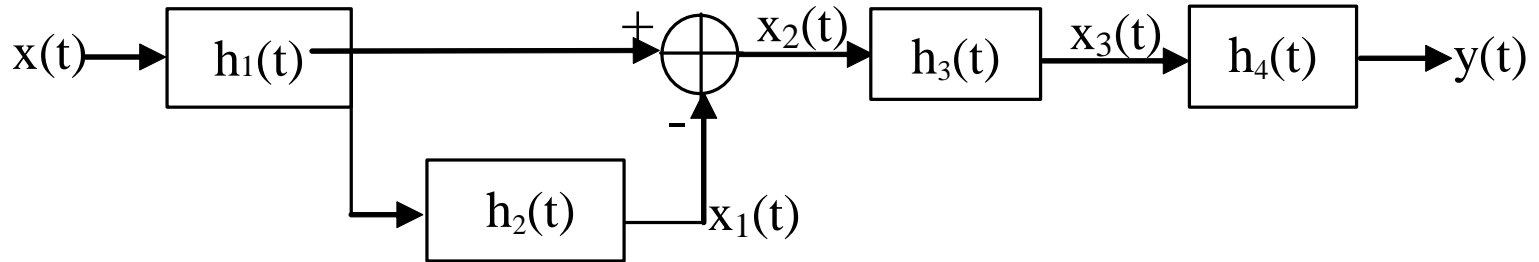 x(t)
h₁(t)
+
x₂(t)
h₃(t)
x₃(t)
h₄(t)
y(t)
-
h₂(t)
x₁(t)